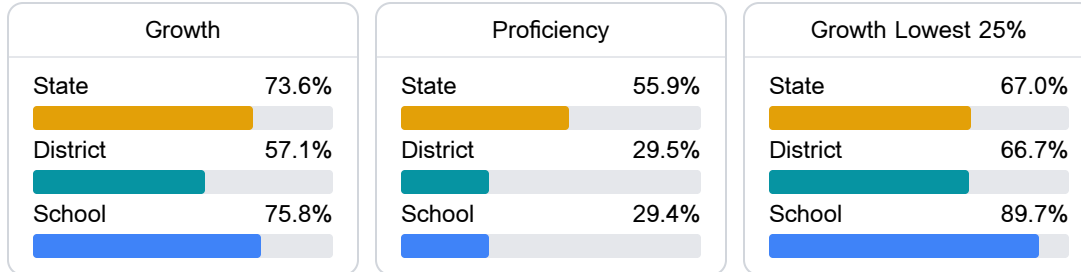 Growth
State 73.6%
District 57.1%
School 75.8%
Proficiency
State 55.9%
District 29.5%
School 29.4%
Growth Lowest 25%
State 67.0%
District 66.7%
School 89.7%